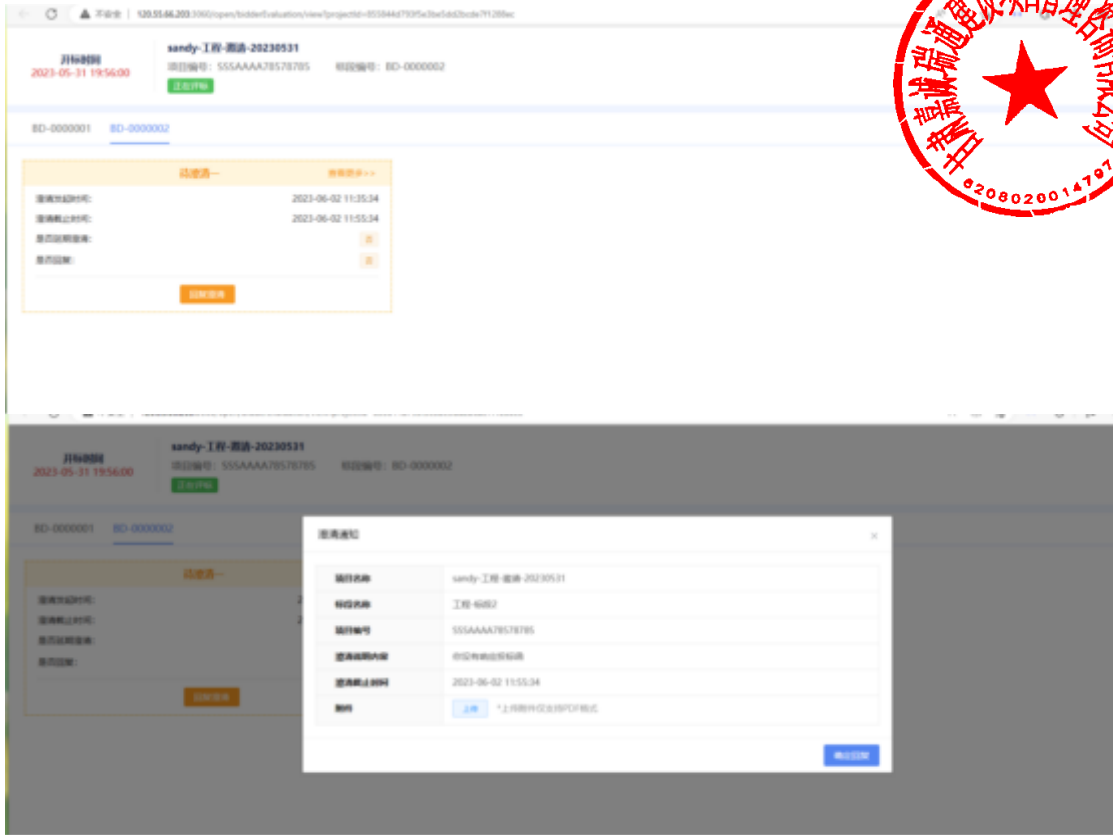 不安全 | 120.55.66.203:3060/open/bidderEvaluation/view?projectId=
开标时间
2023-05-31 19:56:00
sandy-工程-邀请-20230531
项目编号：SSSAAAA78578785 标段编号：BD-0000002
正在评标
BD-0000001 BD-0000002
待澄清一 查看更多>>
澄清发起时间： 2023-06-02 11:35:34
澄清截止时间： 2023-06-02 11:55:34
是否延期澄清： 否
是否回复： 否
回复澄清
6208020014797
开标时间
2023-05-31 19:56:00
sandy-工程-邀请-20230531
项目编号：SSSAAAA78578785 标段编号：BD-0000002
正在评标
BD-0000001 BD-0000002
待澄清一
澄清发起时间：
澄清截止时间：
是否延期澄清：
是否回复：
回复澄清
澄清通知 ×
项目名称 sandy-工程-邀请-20230531
标段名称 工程-标段2
项目编号 SSSAAAA78578785
澄清说明内容 你没有响应投标函
澄清截止时间 2023-06-02 11:55:34
附件 上传 *上传附件仅支持PDF格式
确定回复